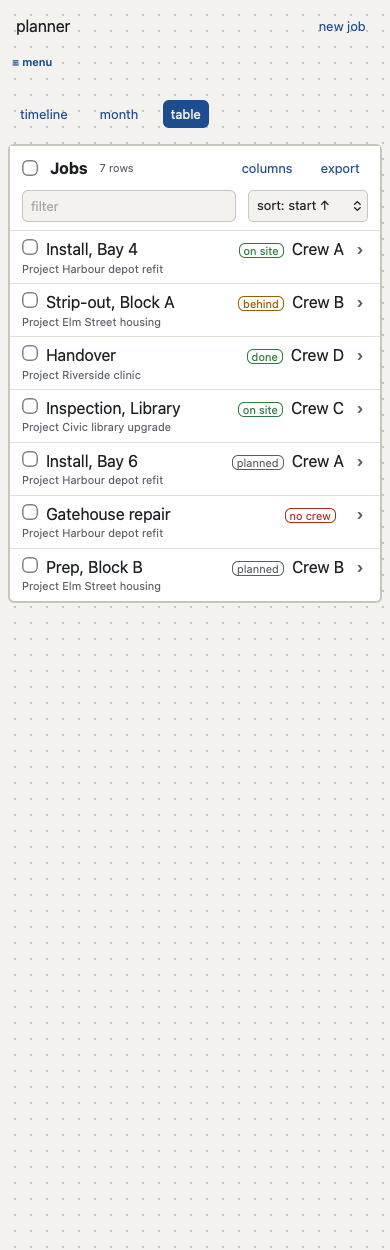 planner new job
≡ menu
timeline month table
Jobs 7 rows columns export
filter sort: start ↑
Install, Bay 4 on site Crew A ›
Project Harbour depot refit
Strip-out, Block A behind Crew B ›
Project Elm Street housing
Handover done Crew D ›
Project Riverside clinic
Inspection, Library on site Crew C ›
Project Civic library upgrade
Install, Bay 6 planned Crew A ›
Project Harbour depot refit
Gatehouse repair no crew ›
Project Harbour depot refit
Prep, Block B planned Crew B ›
Project Elm Street housing